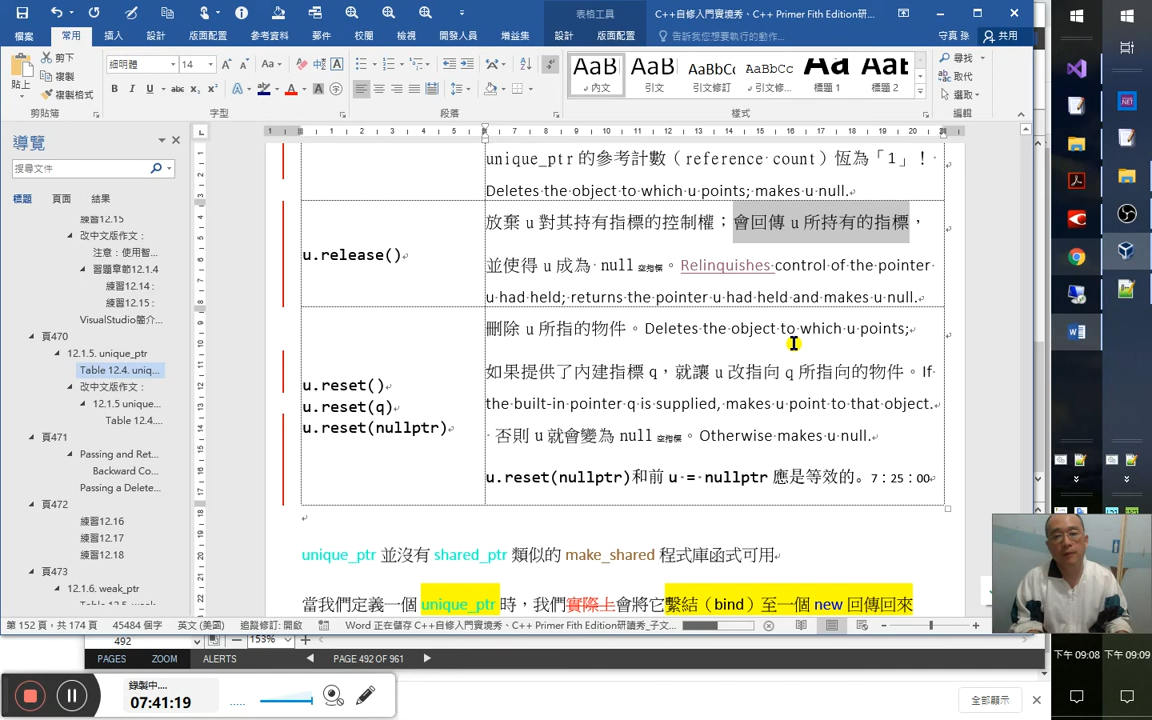 表格工具
C++自修入門實境秀、C++ Primer Fith Edition研...
檔案 常用 插入 設計 版面配置 參考資料 郵件 校閱 檢視 開發人員 增益集 設計 版面配置 告訴我您想要執行的動作... 守真 孫 共用
貼上 剪下 複製 複製格式
細明體 14
AaB AaBb AaBbC AaBbCc AaB AaBb
內文 引文 引文修訂 引文修... 標題 1 標題 2
尋找 取代 選取
剪貼簿 字型 段落 樣式 編輯
導覽
搜尋文件
標題 頁面 結果
練習12.15
改中文版作文：
注意：使用智...
習題章節12.1.4
練習12.14：
練習12.15：
VisualStudio簡介...
頁470
12.1.5. unique_ptr
Table 12.4. uniq...
改中文版作文：
12.1.5 unique...
Table 12.4....
頁471
Passing and Ret...
Backward Co...
Passing a Delete...
頁472
練習12.16
練習12.17
練習12.18
頁473
12.1.6. weak_ptr
Table 12.5. weak...
unique_ptr 的參考計數（reference count）恆為「1」！
Deletes the object to which u points; makes u null.
u.release()
放棄 u 對其持有指標的控制權；會回傳 u 所持有的指標，
並使得 u 成為 null 空指標。Relinquishes control of the pointer
u had held; returns the pointer u had held and makes u null.
u.reset()
u.reset(q)
u.reset(nullptr)
刪除 u 所指的物件。Deletes the object to which u points;
如果提供了內建指標 q，就讓 u 改指向 q 所指向的物件。If
the built-in pointer q is supplied, makes u point to that object.
否則 u 就會變為 null 空指標。Otherwise makes u null.
u.reset(nullptr)和前 u = nullptr 應是等效的。7：25：00
unique_ptr 並沒有 shared_ptr 類似的 make_shared 程式庫函式可用
當我們定義一個 unique_ptr 時，我們實際上會將它繫結（bind）至一個 new 回傳回來
第 152 頁，共 174 頁 45484 個字 英文 (美國) 追蹤修訂: 開啟 Word 正在儲存 C++自修入門實境秀、C++ Primer Fith Edition研讀秀_子文...
153%
492 153%
PAGES ZOOM ALERTS PAGE 492 OF 961
錄製中....
07:41:19
全部顯示
下午 09:08 下午 09:09